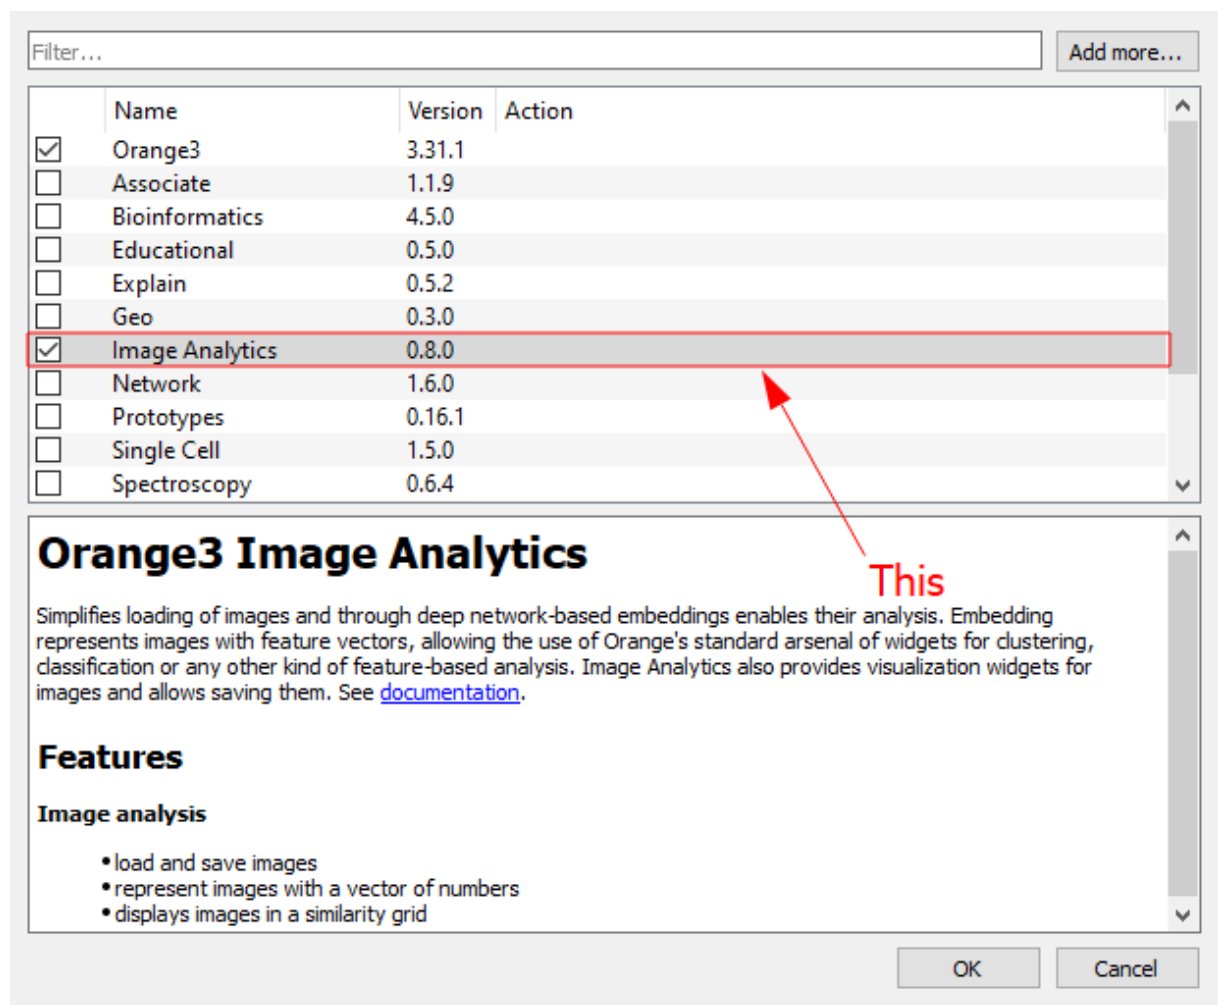 Filter...
Add more...
Name Version Action
Orange3 3.31.1
Associate 1.1.9
Bioinformatics 4.5.0
Educational 0.5.0
Explain 0.5.2
Geo 0.3.0
Image Analytics 0.8.0
Network 1.6.0
Prototypes 0.16.1
Single Cell 1.5.0
Spectroscopy 0.6.4
Orange3 Image Analytics
This
Simplifies loading of images and through deep network-based embeddings enables their analysis. Embedding
represents images with feature vectors, allowing the use of Orange's standard arsenal of widgets for clustering,
classification or any other kind of feature-based analysis. Image Analytics also provides visualization widgets for
images and allows saving them. See documentation.
Features
Image analysis
• load and save images
• represent images with a vector of numbers
• displays images in a similarity grid
OK
Cancel